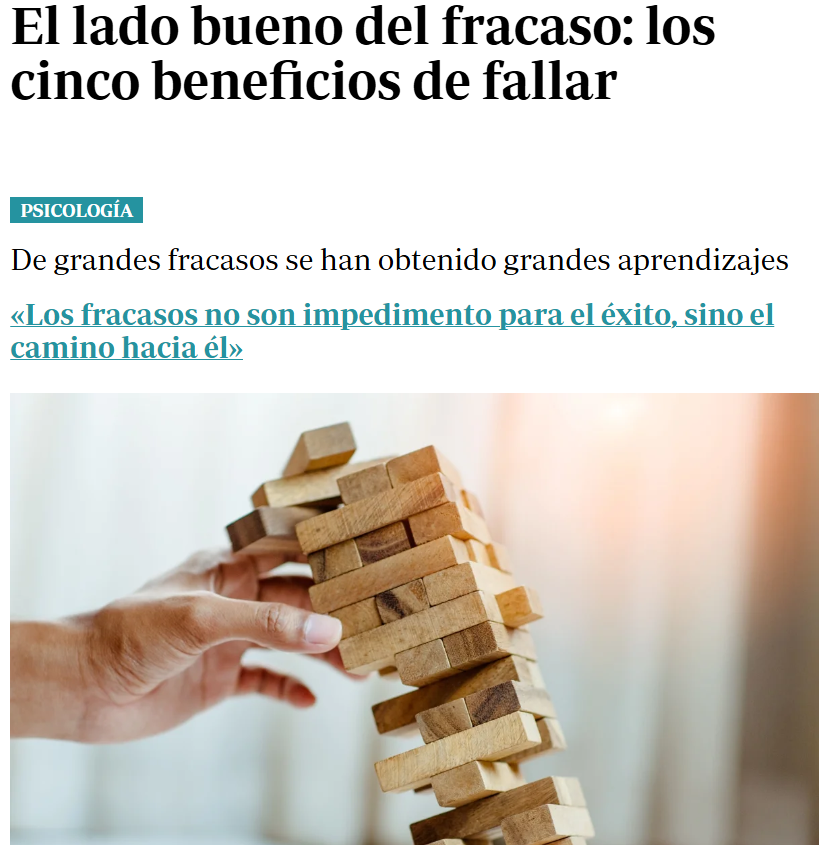 El lado bueno del fracaso: los
cinco beneficios de fallar
PSICOLOGÍA
De grandes fracasos se han obtenido grandes aprendizajes
«Los fracasos no son impedimento para el éxito, sino el
camino hacia él»